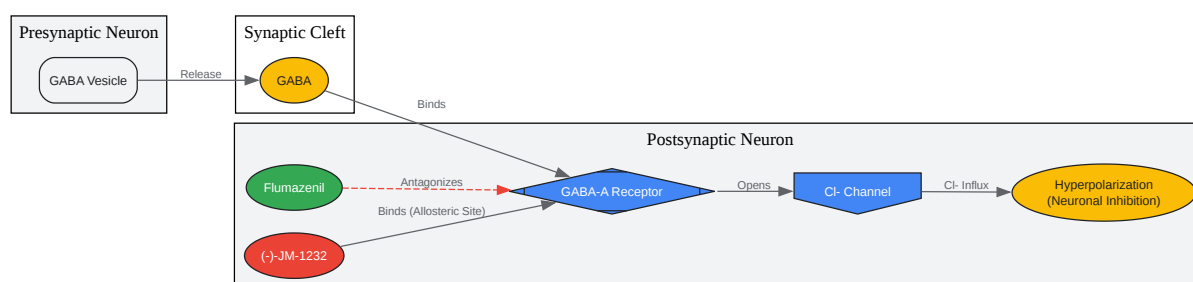 Presynaptic Neuron
Synaptic Cleft
GABA Vesicle
Release
GABA
Binds
Postsynaptic Neuron
Flumazenil
Antagonizes
GABA-A Receptor
Opens
Cl- Channel
Cl- Influx
Hyperpolarization
(Neuronal Inhibition)
Binds (Allosteric Site)
(-)-JM-1232